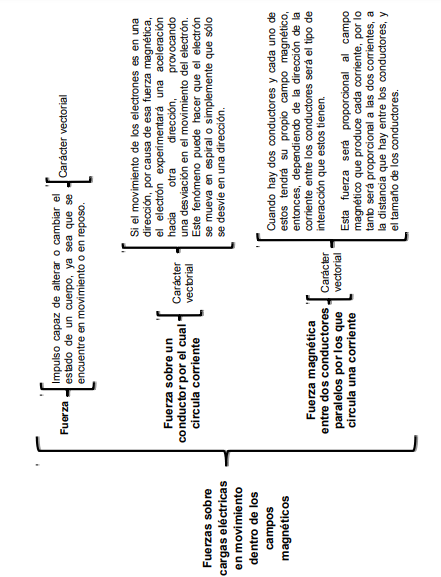 Fuerzas sobre
cargas eléctricas
en movimiento
dentro de los
campos
magnéticos
Fuerza
Impulso capaz de alterar o cambiar el
estado de un cuerpo, ya sea que se
encuentre en movimiento o en reposo
Carácter vectorial
Fuerza sobre un
conductor por el cual
circula corriente
Carácter
vectorial
Si el movimiento de los electrones es en una
dirección, por causa de esa fuerza magnética,
el electrón experimentará una aceleración
hacia otra dirección, provocando
una desviación en el movimiento del electrón.
Este fenómeno puede hacer que el electrón
se mueva en espiral o simplemente que sólo
se desvíe en una dirección.
Fuerza magnética
entre dos conductores
paralelos por los que
circula una corriente
Carácter
vectorial
Cuando hay dos conductores y cada uno de
estos tendrá su propio campo magnético,
entonces, dependiendo de la dirección de la
corriente entre los conductores será el tipo de
interacción que estos tienen.
Esta fuerza será proporcional al campo
magnético que produce cada corriente, por lo
tanto será proporcional a las dos corrientes, a
la distancia que hay entre los conductores, y
el tamaño de los conductores.